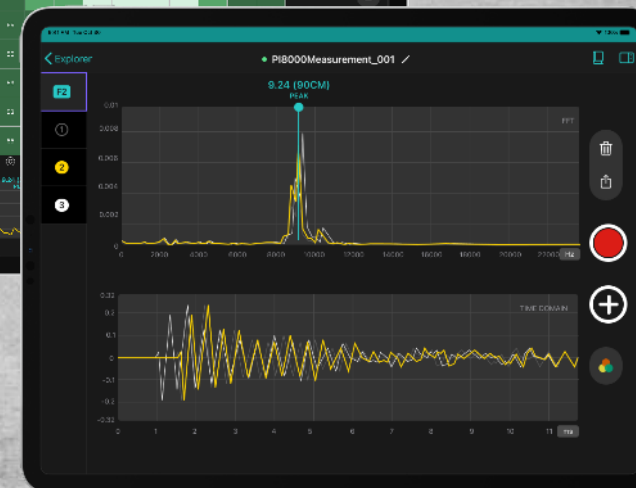 Explorer
PI8000Measurement_001
F2
1
2
3
9.24 (90CM)
PEAK
FFT
0.01
0.008
0.006
0.004
0.002
0
0 2000 4000 6000 8000 10000 12000 14000 16000 18000 20000 22000 Hz
TIME DOMAIN
0.32
0.2
0.1
0
-0.1
-0.2
-0.32
0 1 2 3 4 5 6 7 8 9 10 11 ms